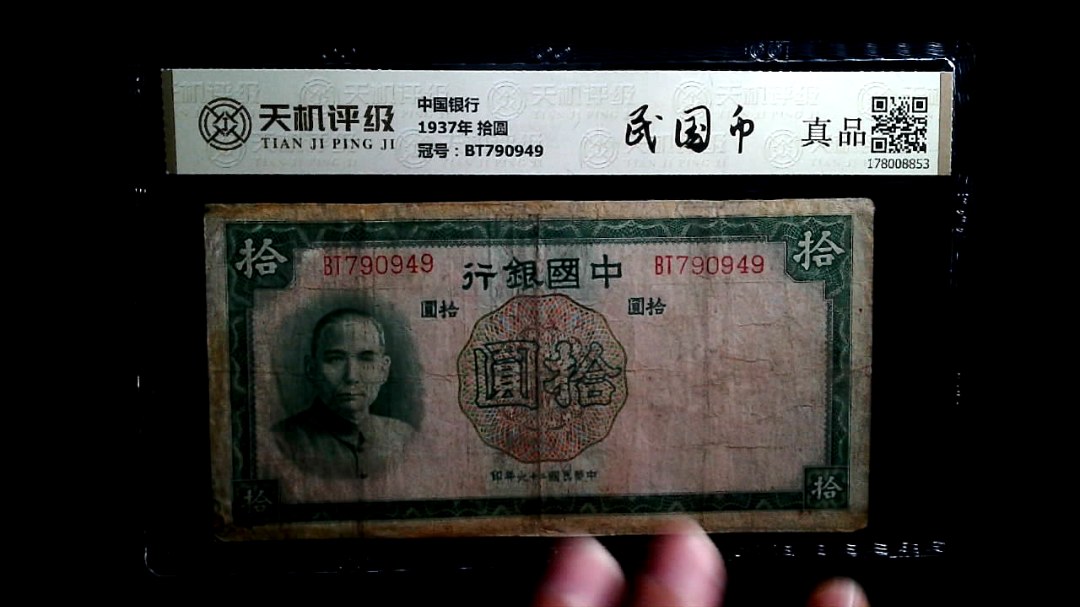 天机评级
TIAN JI PING JI
中国银行
1937年 拾圆
冠号：BT790949
民国币
真品
178008853
拾
BT790949
行銀國中
BT790949
拾
圓拾
圓拾
圓拾
印年六十二國民華中
拾
拾